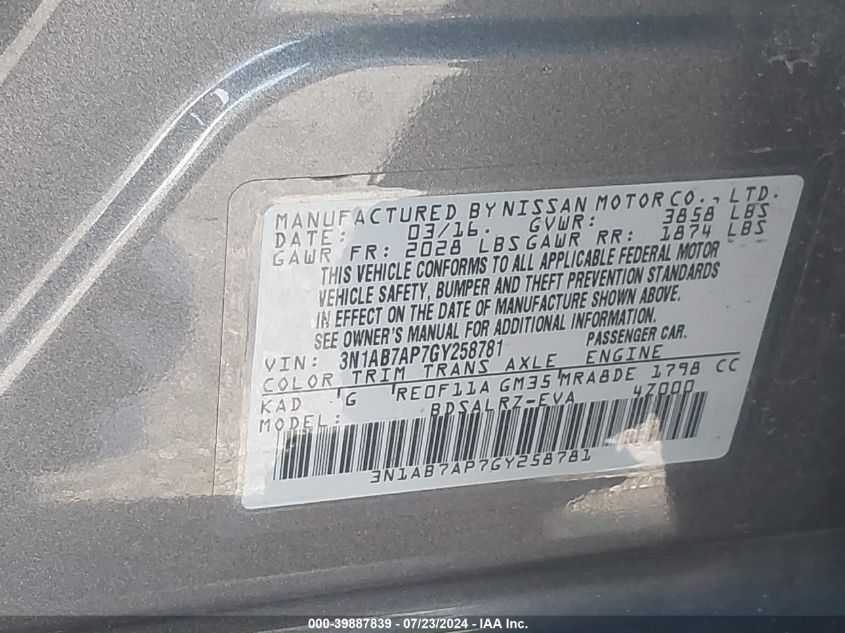 MANUFACTURED BY NISSAN MOTOR CO., LTD.
DATE: 03/16. GVWR: 3858 LBS
GAWR FR: 2028 LBS GAWR RR: 1874 LBS
THIS VEHICLE CONFORMS TO ALL APPLICABLE FEDERAL MOTOR
VEHICLE SAFETY, BUMPER AND THEFT PREVENTION STANDARDS
IN EFFECT ON THE DATE OF MANUFACTURE SHOWN ABOVE.
SEE OWNER'S MANUAL FOR ADDITIONAL INFORMATION.
VIN: 3N1AB7AP7GY258781 PASSENGER CAR.
COLOR TRIM TRANS AXLE ENGINE
KAD G RE0F11A GM35 MRA8DE 1798 CC
MODEL: BDSALRZ-EVA 4Z000
3N1AB7AP7GY258781
000-39887839 - 07/23/2024 - IAA Inc.